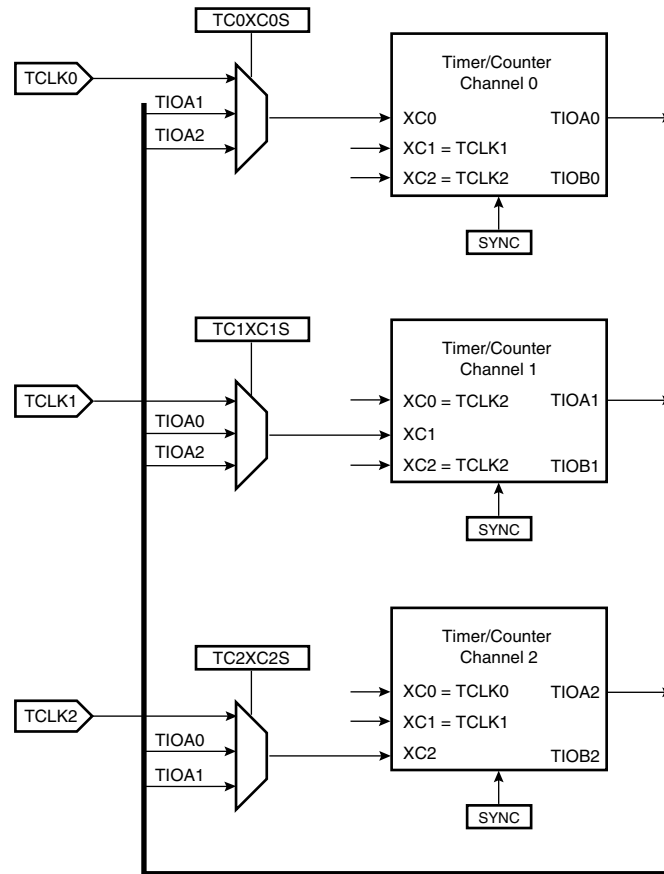 TC0XC0S
TCLK0
TIOA1
TIOA2
Timer/Counter
Channel 0
XC0
TIOA0
XC1 = TCLK1
XC2 = TCLK2
TIOB0
SYNC
TC1XC1S
TCLK1
TIOA0
TIOA2
Timer/Counter
Channel 1
XC0 = TCLK2
TIOA1
XC1
XC2 = TCLK2
TIOB1
SYNC
TC2XC2S
TCLK2
TIOA0
TIOA1
Timer/Counter
Channel 2
XC0 = TCLK0
TIOA2
XC1 = TCLK1
XC2
TIOB2
SYNC